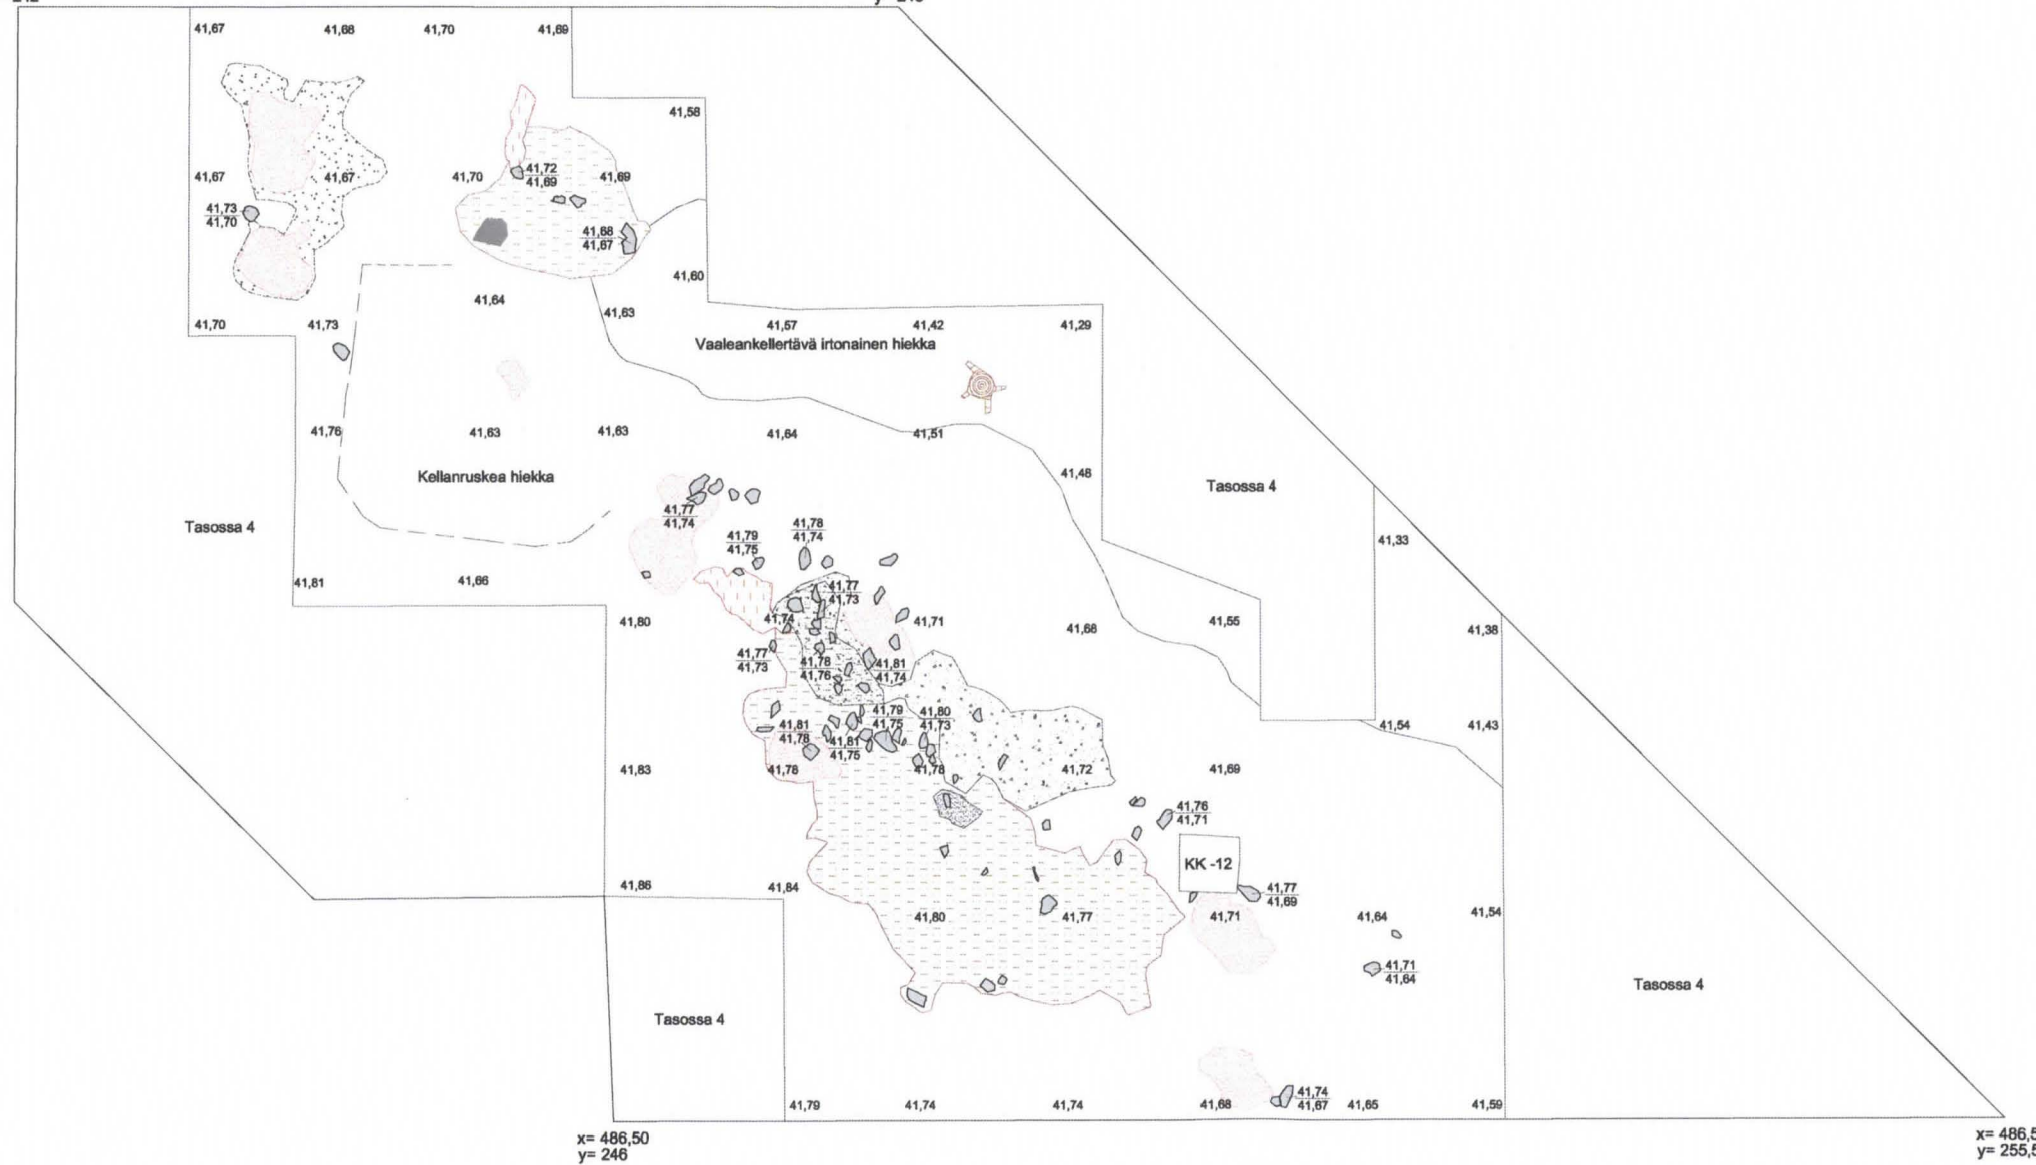 41,67 41,68 41,70 41,69
41,58
41,67 41,67 41,70 41,72 41,69
41,69
41,73
41,70
41,68
41,67
41,60
41,64
41,63
41,70 41,73 41,57 41,42 41,29
Vaaleankellertävä irtonainen hiekka
41,76 41,63 41,63 41,64 41,51
41,48
Kellanruskea hiekka
Tasossa 4
Tasossa 4
41,77
41,74
41,78
41,74
41,79
41,75
41,33
41,81 41,66
41,77
41,73
41,80 41,74 41,71 41,68 41,55 41,38
41,77
41,73
41,78
41,76
41,81
41,74
41,79
41,75
41,80
41,73
41,81
41,78
41,81
41,75
41,54 41,43
41,83 41,78 41,78 41,72 41,69
41,76
41,71
KK -12
41,86 41,84
41,77
41,69
41,80 41,77 41,71 41,64 41,54
41,71
41,64
Tasossa 4
Tasossa 4
41,74
41,67
41,79 41,74 41,74 41,68 41,65 41,59
x= 486,50
y= 246
x= 486,5
y= 255,5